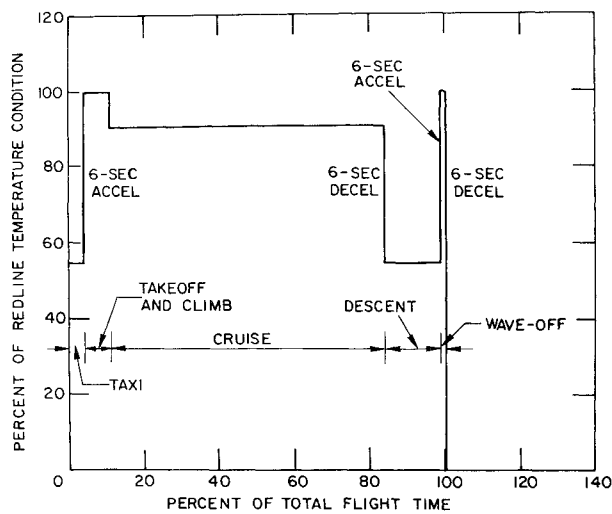 120
100
80
60
40
20
0
PERCENT OF REDLINE TEMPERATURE CONDITION
6-SEC
ACCEL
6-SEC
ACCEL
6-SEC
DECEL
6-SEC
DECEL
TAKEOFF
AND CLIMB
DESCENT
CRUISE
WAVE-OFF
TAXI
0 20 40 60 80 100 120 140
PERCENT OF TOTAL FLIGHT TIME